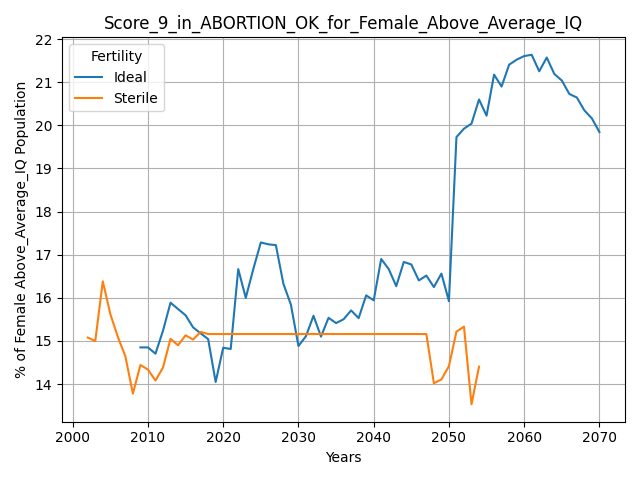 Score_9_in_ABORTION_OK_for_Female_Above_Average_IQ
% of Female Above_Average_IQ Population
22
21
20
19
18
17
16
15
14
Fertility
Ideal
Sterile
2000 2010 2020 2030 2040 2050 2060 2070
Years